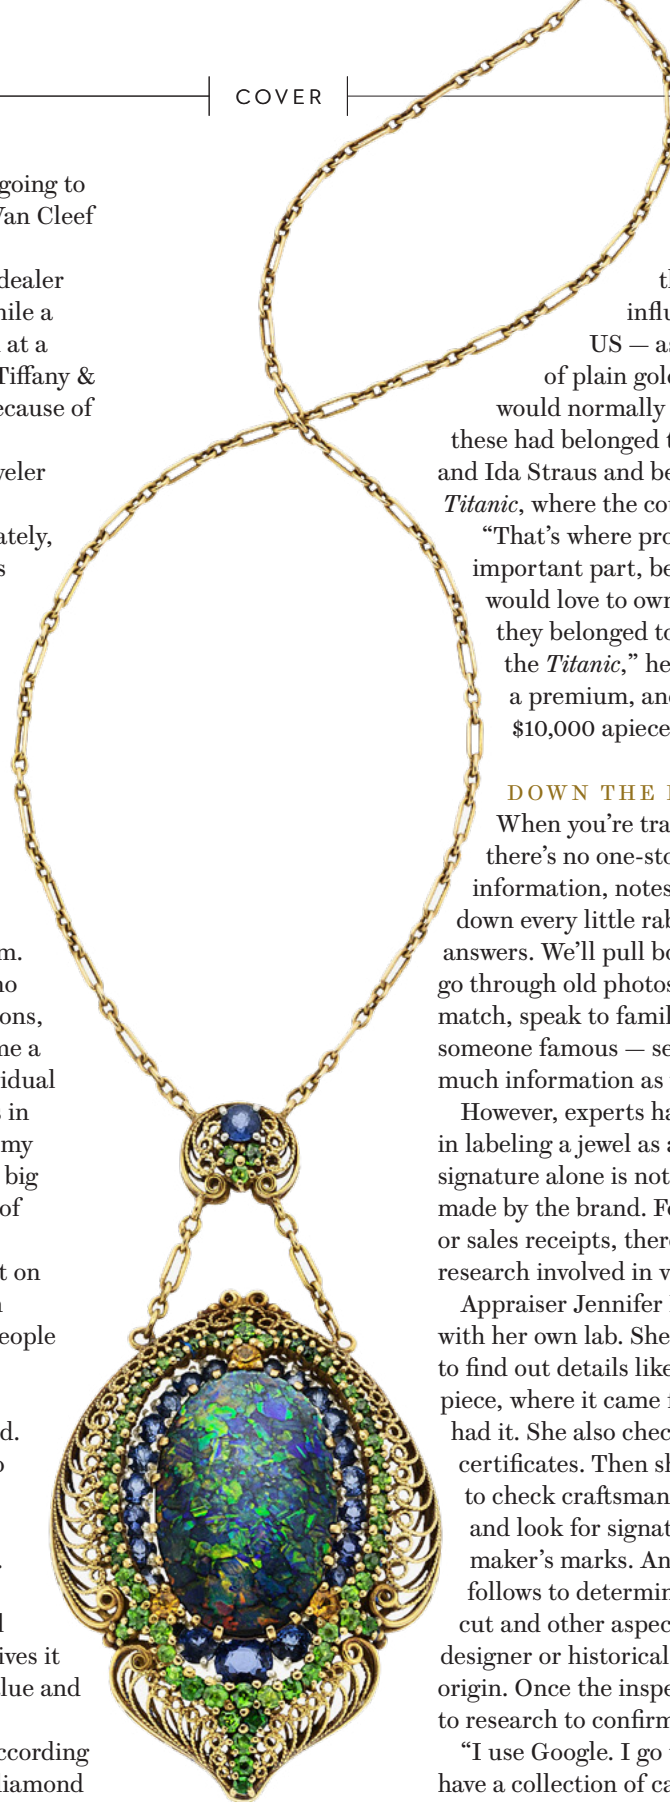 COVER
going to
Van Cleef
dealer
hile a
at a
Tiffany &
ecause of
veler
ately,
s
m.
no
ons,
me a
vidual
s in
my
big
of
t on
n
eople
d.
o
.
l
ives it
lue and
ccording
diamond
th
influ
US — as
of plain gold
would normally
these had belonged t
and Ida Straus and be
Titanic, where the cou
“That’s where pro
important part, be
would love to own
they belonged to
the Titanic,” he
a premium, and
$10,000 apiece
DOWN THE
When you’re tra
there’s no one-sto
information, notes
down every little rab
answers. We’ll pull bo
go through old photos
match, speak to famil
someone famous — se
much information as
However, experts ha
in labeling a jewel as a
signature alone is not
made by the brand. Fo
or sales receipts, there
research involved in v
Appraiser Jennifer
with her own lab. She
to find out details like
piece, where it came f
had it. She also chec
certificates. Then sh
to check craftsman
and look for signat
maker’s marks. An
follows to determin
cut and other aspec
designer or historical
origin. Once the inspe
to research to confirm
“I use Google. I go
have a collection of ca